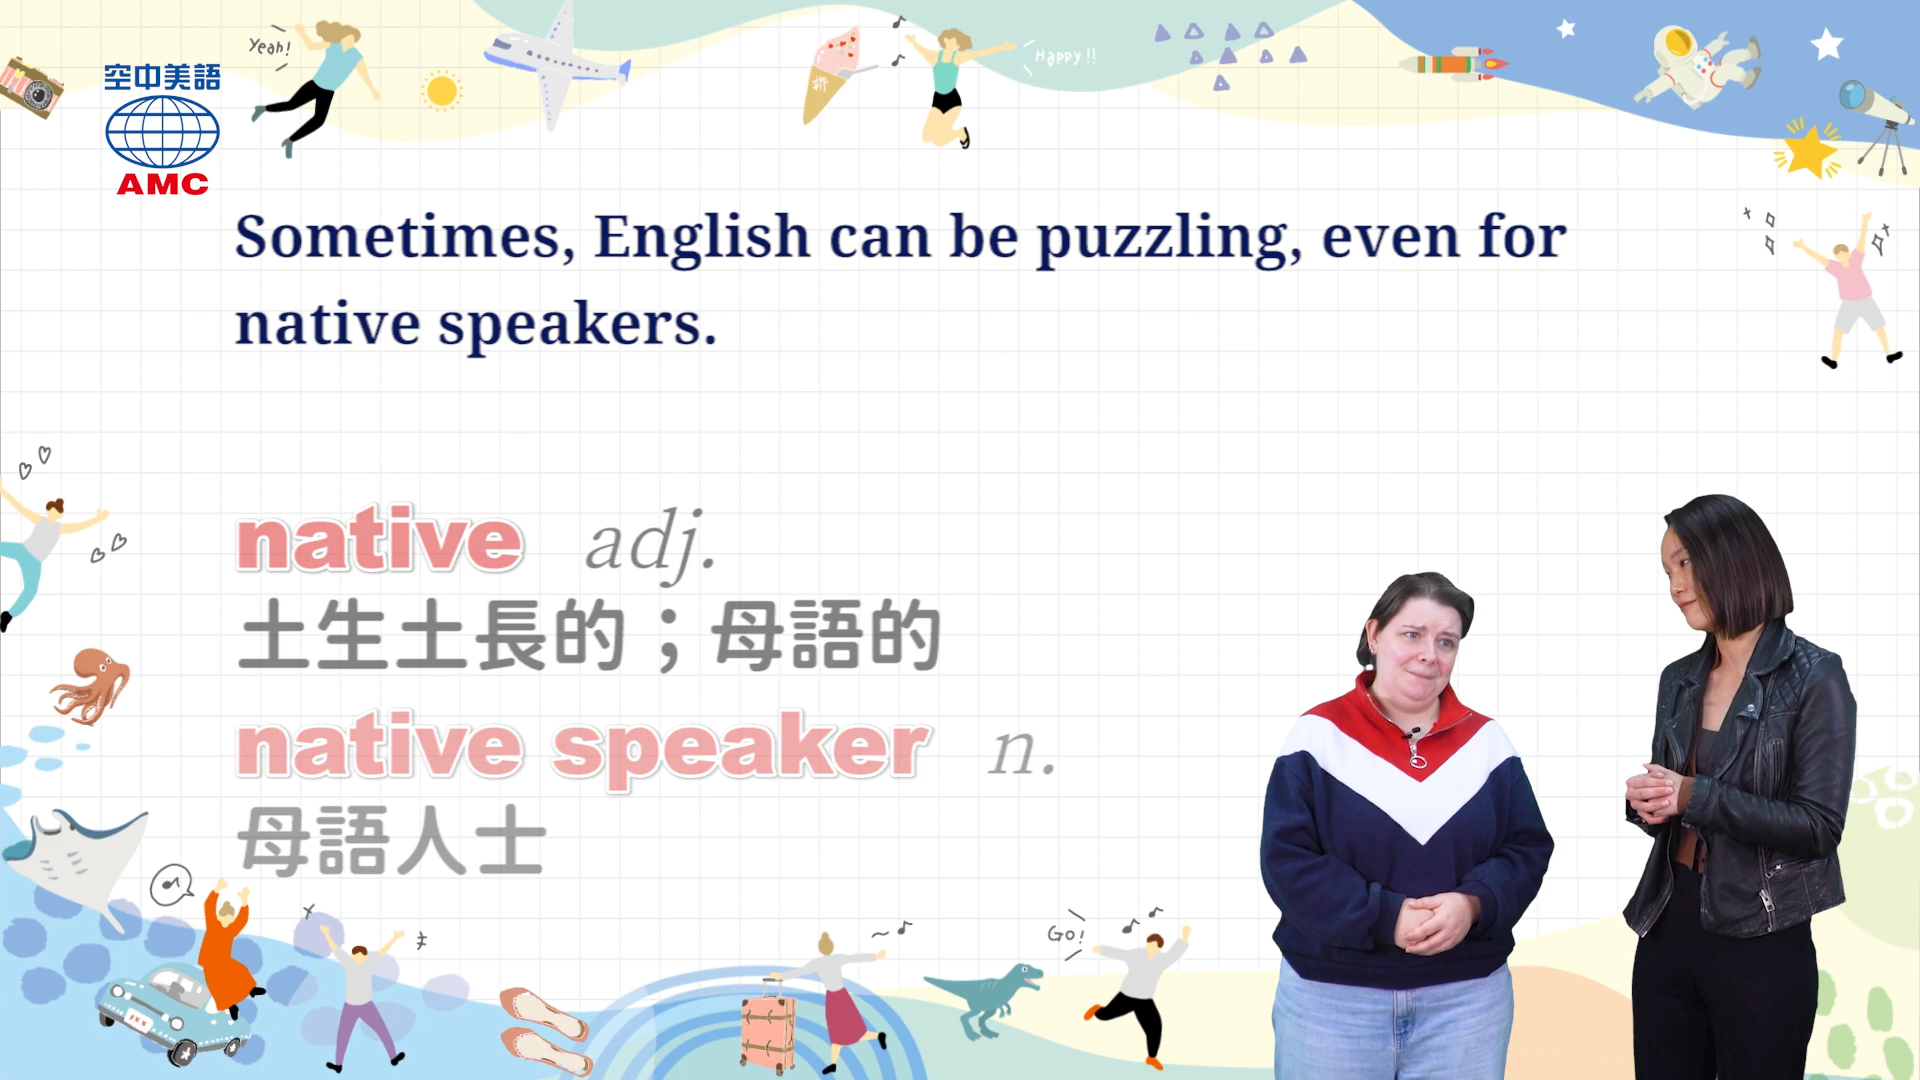 Yeah!
Happy!!
空中美語
AMC
Sometimes, English can be puzzling, even for
native speakers.
native adj.
土生土長的；母語的
native speaker n.
母語人士
Go!